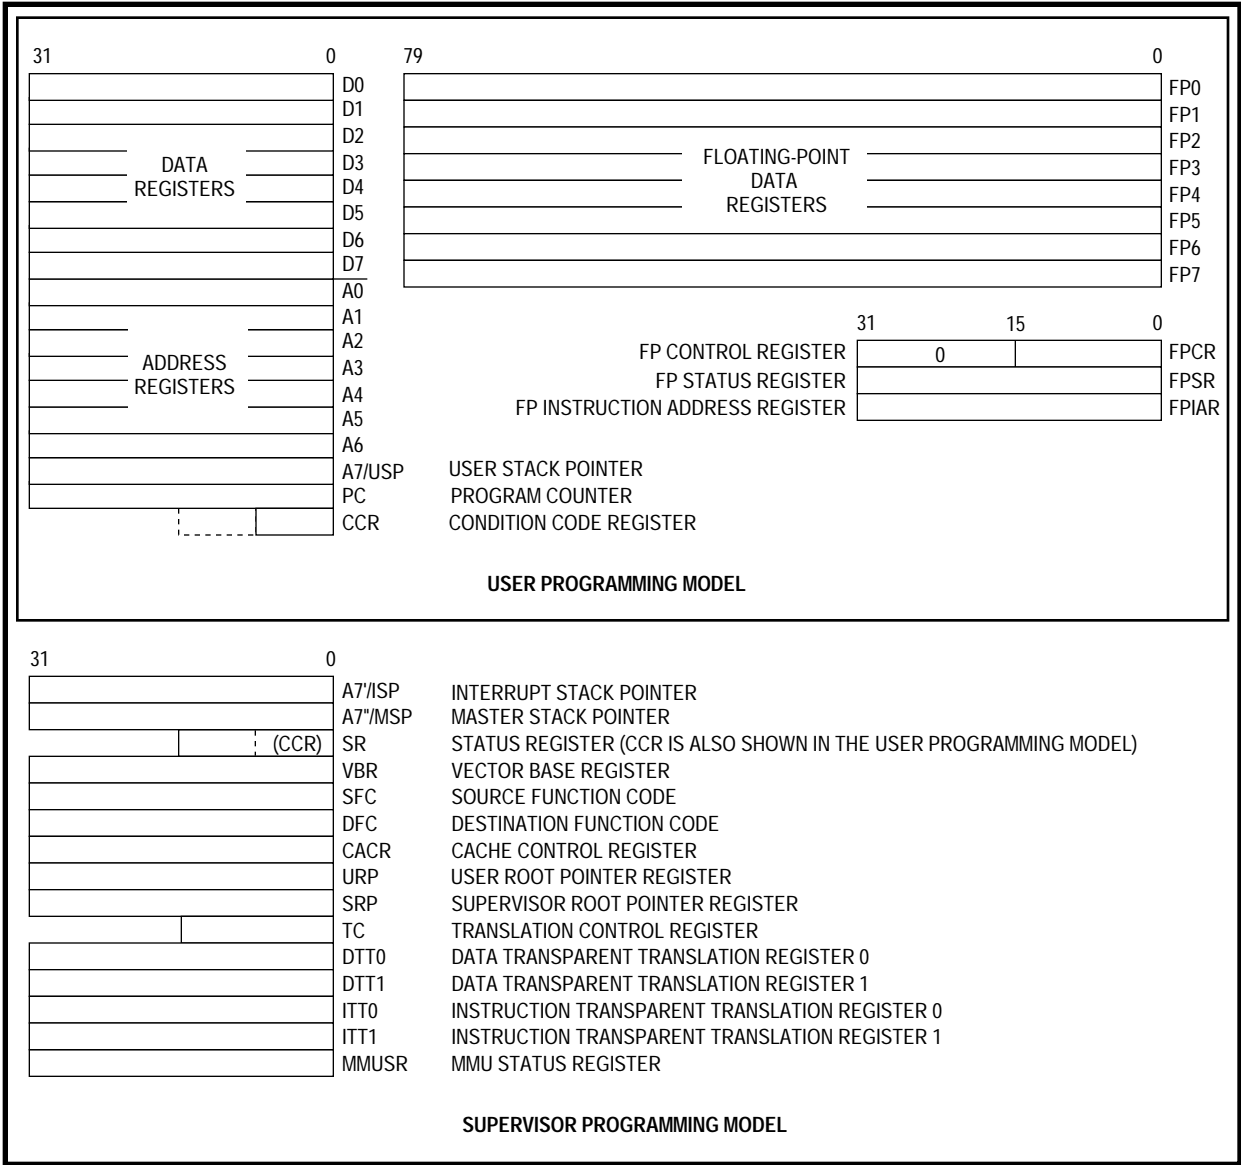 31 0
D0
D1
D2
D3
D4
D5
D6
D7
DATA
REGISTERS
A0
A1
A2
A3
A4
A5
A6
ADDRESS
REGISTERS
A7/USP USER STACK POINTER
PC PROGRAM COUNTER
CCR CONDITION CODE REGISTER
79 0
FP0
FP1
FP2
FP3
FP4
FP5
FP6
FP7
FLOATING-POINT
DATA
REGISTERS
31 15 0
FP CONTROL REGISTER 0 FPCR
FP STATUS REGISTER FPSR
FP INSTRUCTION ADDRESS REGISTER FPIAR
USER PROGRAMMING MODEL
31 0
A7'/ISP INTERRUPT STACK POINTER
A7"/MSP MASTER STACK POINTER
(CCR) SR STATUS REGISTER (CCR IS ALSO SHOWN IN THE USER PROGRAMMING MODEL)
VBR VECTOR BASE REGISTER
SFC SOURCE FUNCTION CODE
DFC DESTINATION FUNCTION CODE
CACR CACHE CONTROL REGISTER
URP USER ROOT POINTER REGISTER
SRP SUPERVISOR ROOT POINTER REGISTER
TC TRANSLATION CONTROL REGISTER
DTT0 DATA TRANSPARENT TRANSLATION REGISTER 0
DTT1 DATA TRANSPARENT TRANSLATION REGISTER 1
ITT0 INSTRUCTION TRANSPARENT TRANSLATION REGISTER 0
ITT1 INSTRUCTION TRANSPARENT TRANSLATION REGISTER 1
MMUSR MMU STATUS REGISTER
SUPERVISOR PROGRAMMING MODEL